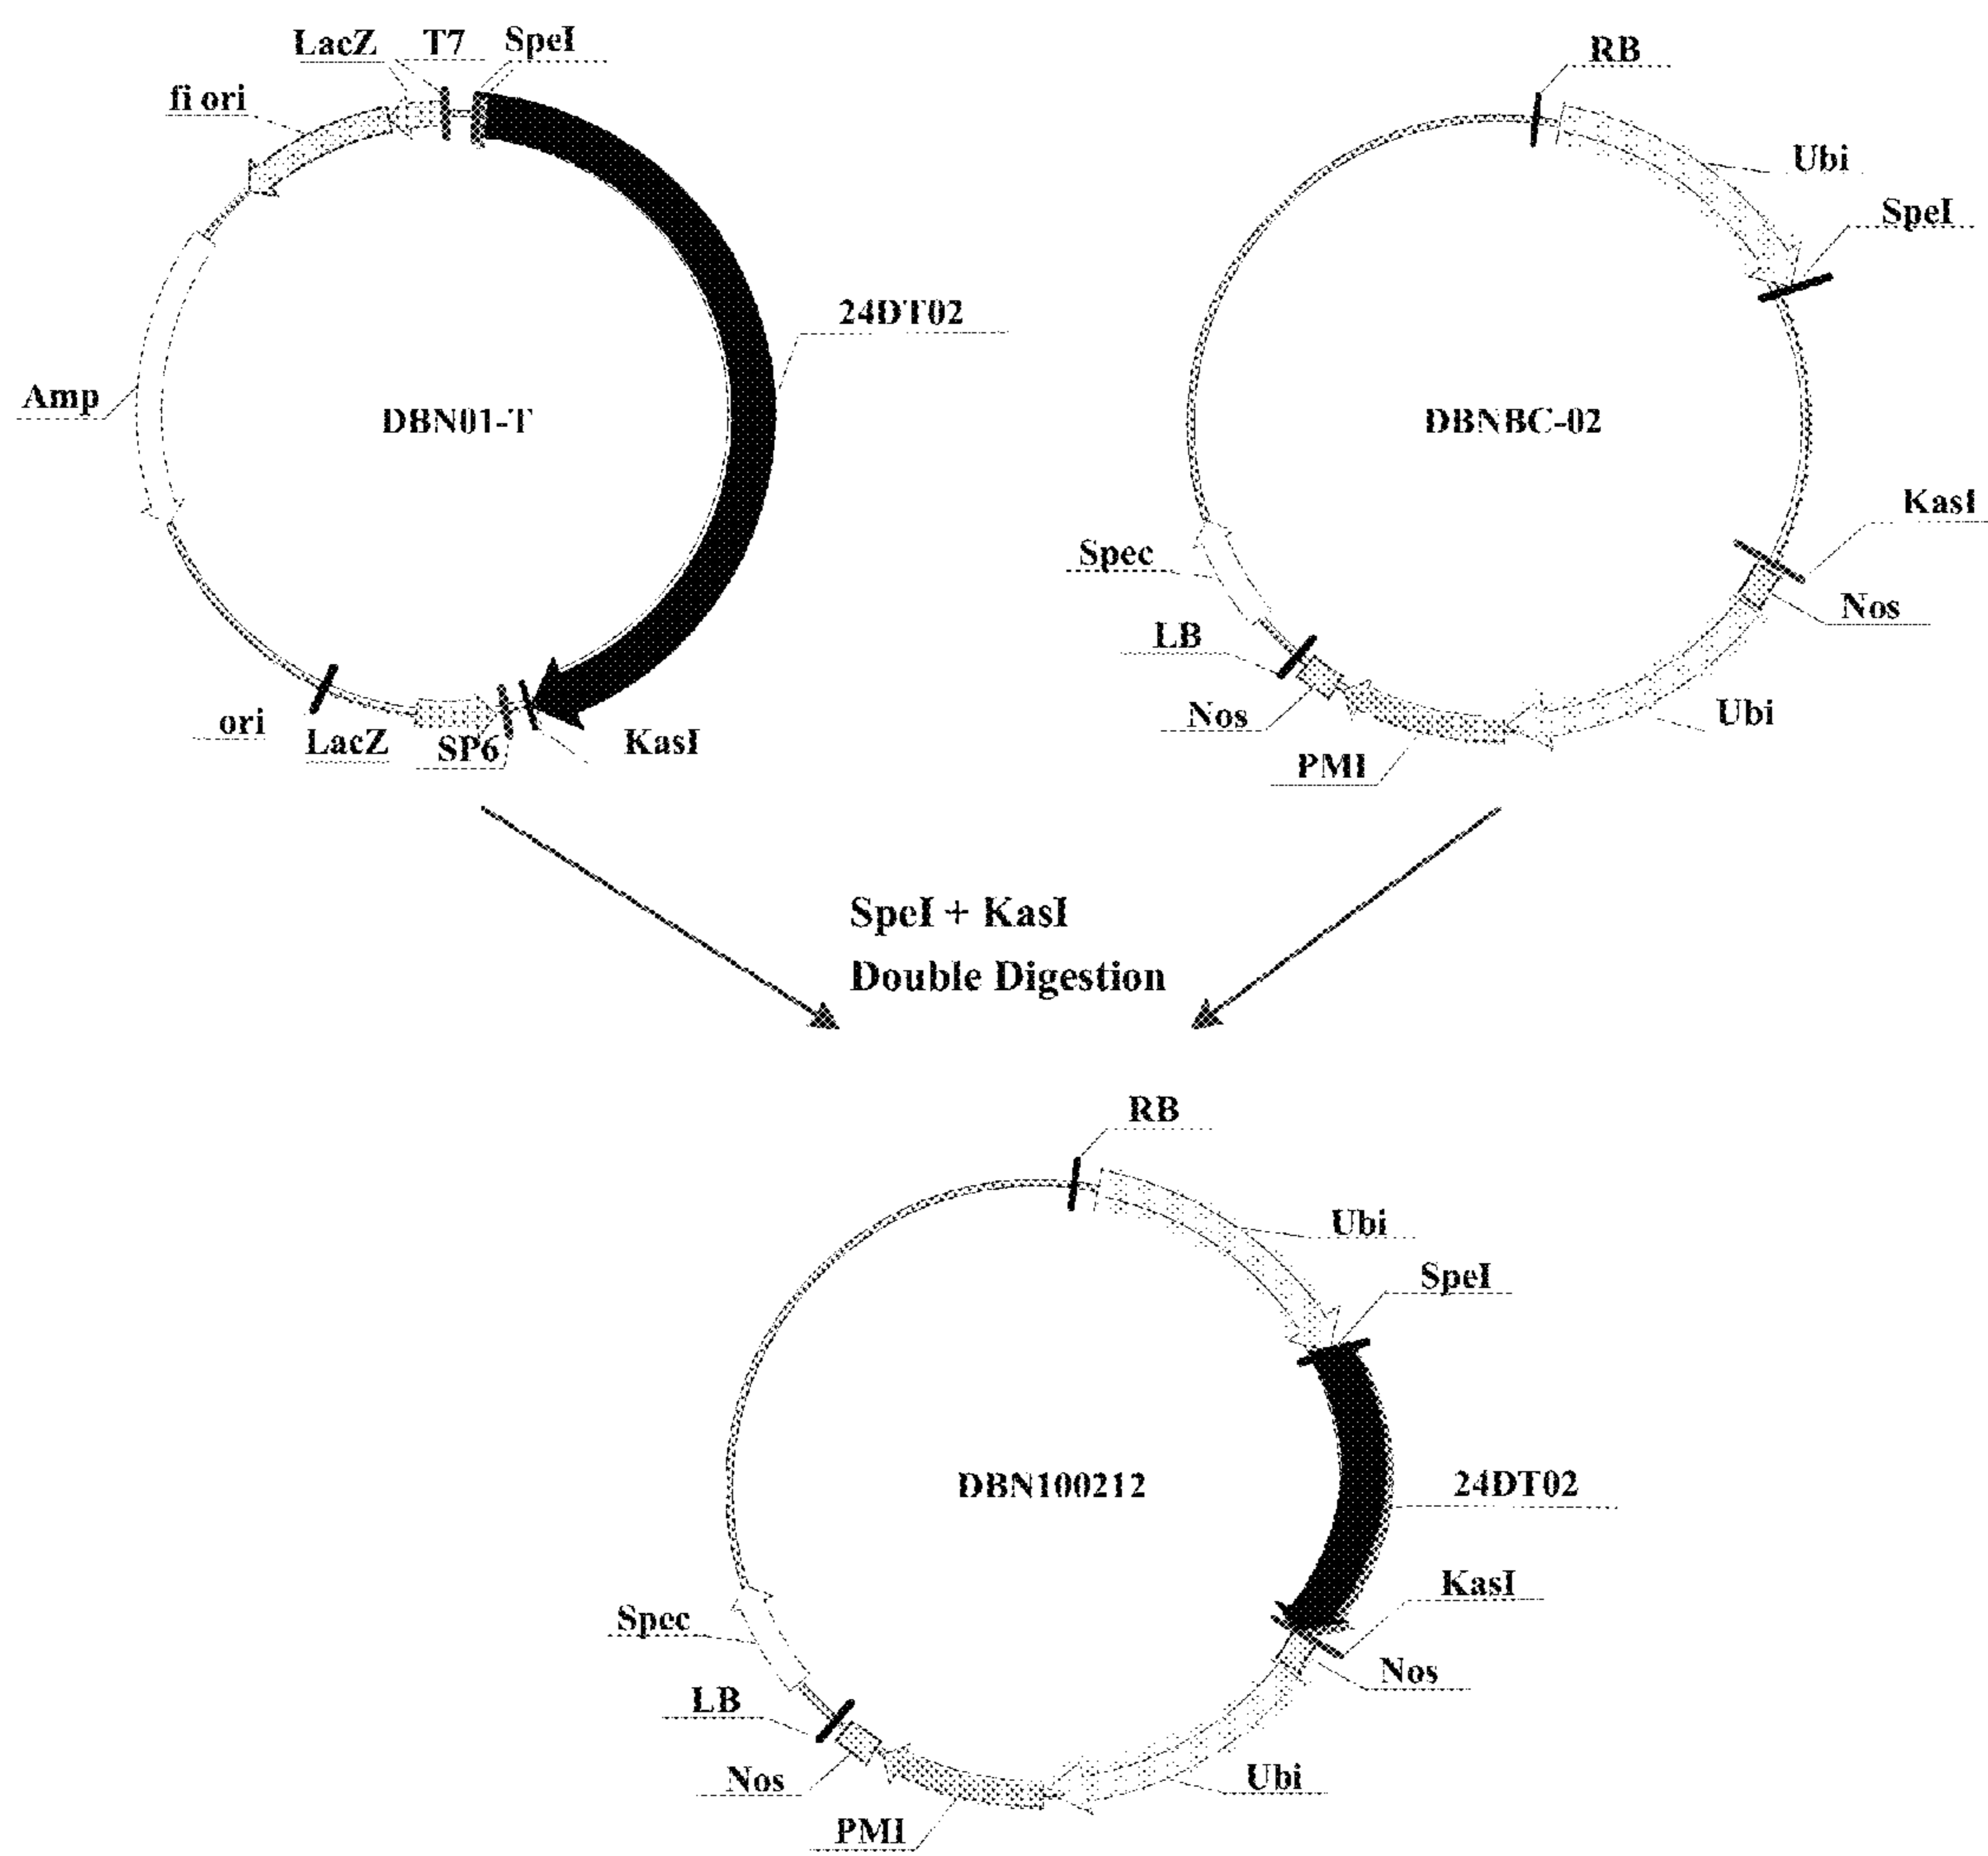 LacZ
T7
SpeI
fi ori
24DT02
Amp
DBN01-T
ori
LacZ
SP6
KasI
RB
Ubi
SpeI
DBNBC-02
KasI
Nos
Spec
LB
Nos
PMI
Ubi
SpeI + KasI
Double Digestion
RB
Ubi
SpeI
DBN100212
24DT02
KasI
Nos
Spec
LB
Nos
PMI
Ubi